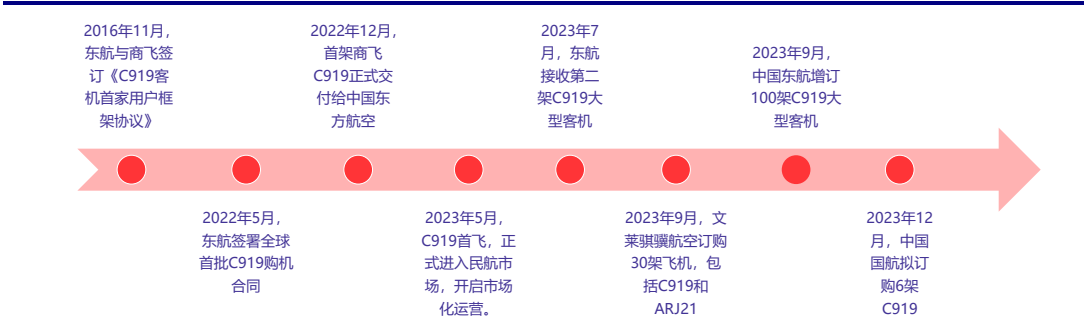 2016年11月，
东航与商飞签
订《C919客
机首家用户框
架协议》
2022年5月，
东航签署全球
首批C919购机
合同
2022年12月，
首架商飞
C919正式交
付给中国东
方航空
2023年5月，
C919首飞，正
式进入民航市
场，开启市场
化运营。
2023年7
月，东航
接收第二
架C919大
型客机
2023年9月，文
莱骐骥航空订购
30架飞机，包
括C919和
ARJ21
2023年9月，
中国东航增订
100架C919大
型客机
2023年12
月，中国
国航拟订
购6架
C919